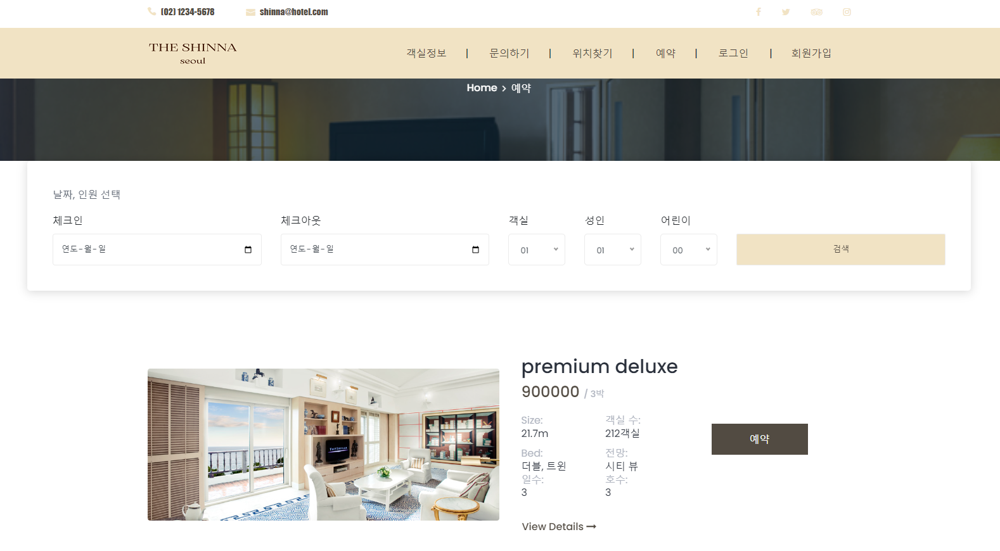 (02) 1234-5678 shinna@hotel.com
THE SHINNA
seoul
객실정보 | 문의하기 | 위치찾기 | 예약 | 로그인 | 회원가입
Home > 예약
날짜, 인원 선택
체크인 체크아웃 객실 성인 어린이
연도-월-일 연도-월-일 01 01 00 검색
premium deluxe
900000 / 3박
Size: 객실 수:
21.7m 212객실
예약
Bed: 전망:
더블, 트윈 시티 뷰
일수: 호수:
3 3
View Details
THE SHILLA